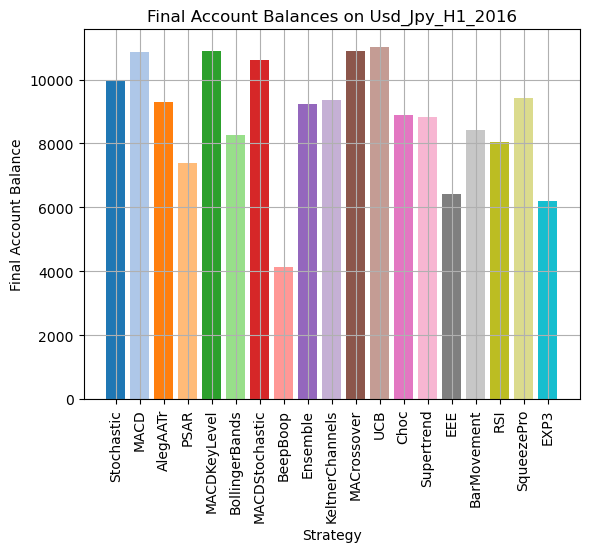 Final Account Balances on Usd_Jpy_H1_2016
Final Account Balance
10000
8000
6000
4000
2000
0
Stochastic
MACD
AlegAATr
PSAR
MACDKeyLevel
BollingerBands
MACDStochastic
BeepBoop
Ensemble
KeltnerChannels
MACrossover
UCB
Choc
Supertrend
EEE
BarMovement
RSI
SqueezePro
EXP3
Strategy